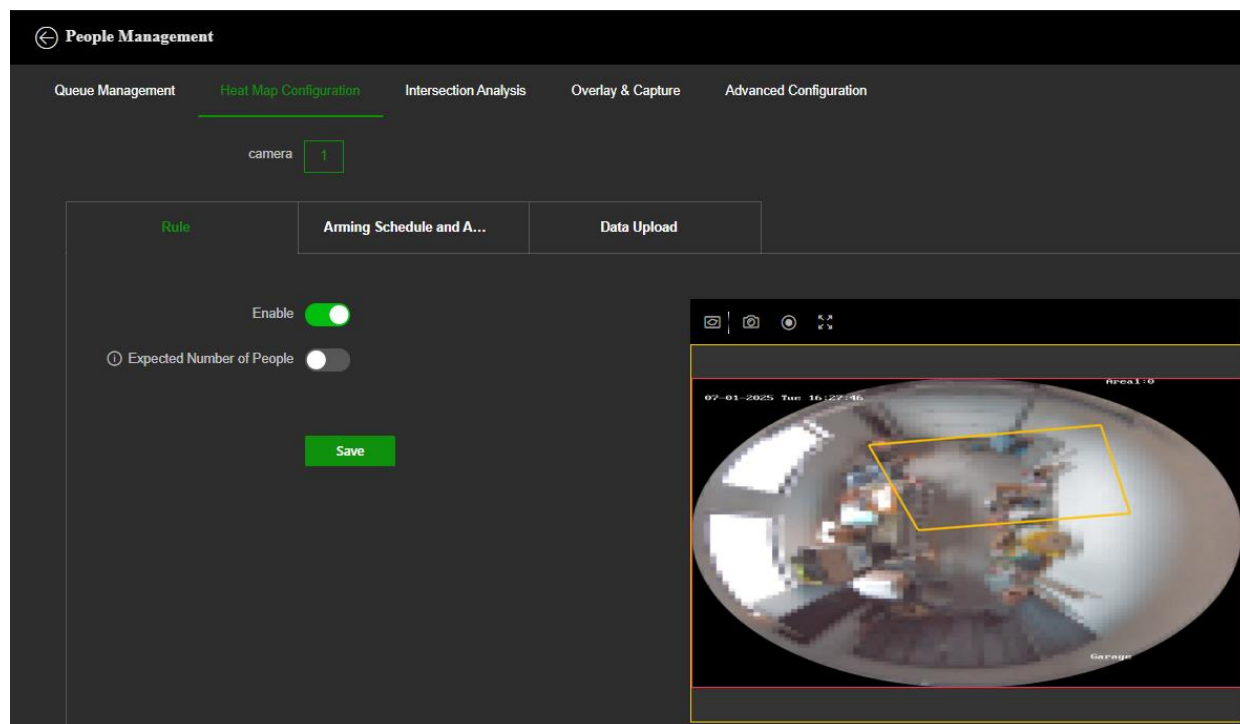 People Management
Queue Management Heat Map Configuration Intersection Analysis Overlay & Capture Advanced Configuration
camera 1
Rule Arming Schedule and A... Data Upload
Enable
Expected Number of People
Save
Area1:0
07-01-2025 Tue 16:27:46
Garage